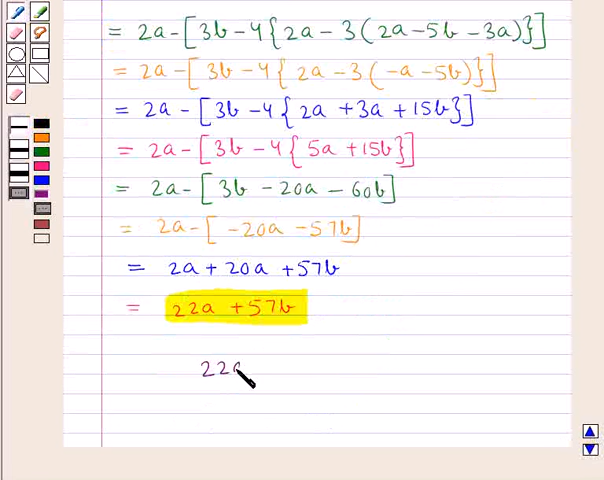 = 2a-[3b-4{2a-3(2a-5b-3a)}]
= 2a-[3b-4{2a-3(-a-5b)}]
= 2a-[3b-4{2a+3a+15b}]
= 2a-[3b-4{5a+15b}]
= 2a-[3b-20a-60b]
= 2a-[-20a-57b]
= 2a+20a+57b
= 22a+57b
22a